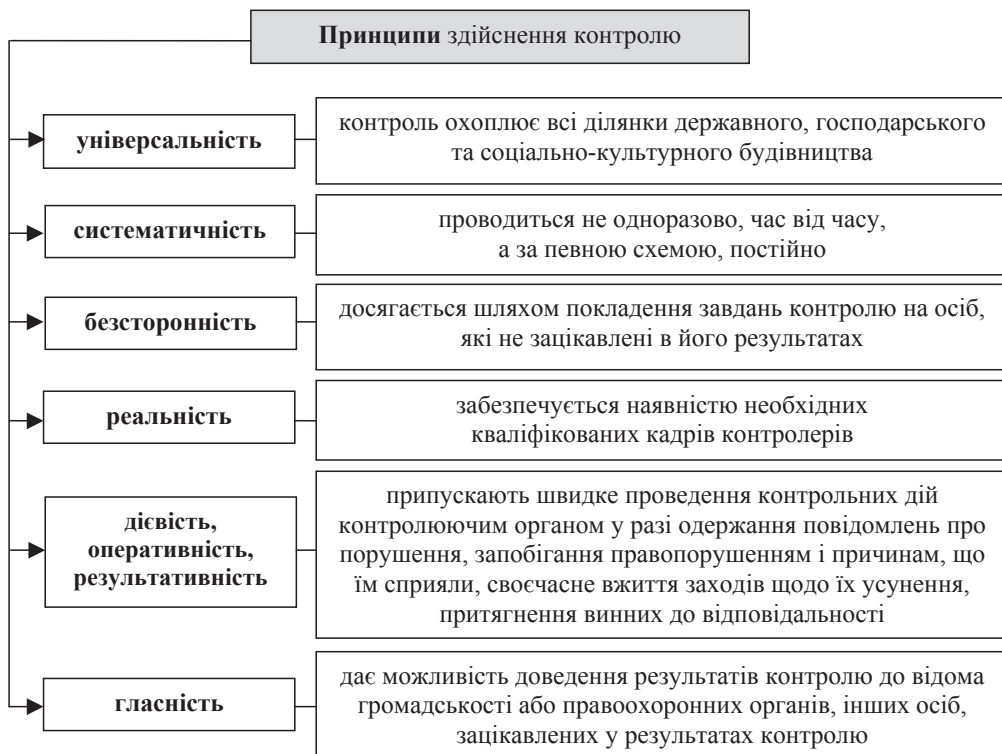 Принципи здійснення контролю
універсальність
контроль охоплює всі ділянки державного, господарського
та соціально-культурного будівництва
систематичність
проводиться не одноразово, час від часу,
а за певною схемою, постійно
безсторонність
досягається шляхом покладення завдань контролю на осіб,
які не зацікавлені в його результатах
реальність
забезпечується наявністю необхідних
кваліфікованих кадрів контролерів
дієвість,
оперативність,
результативність
припускають швидке проведення контрольних дій
контролюючим органом у разі одержання повідомлень про
порушення, запобігання правопорушенням і причинам, що
їм сприяли, своєчасне вжиття заходів щодо їх усунення,
притягнення винних до відповідальності
гласність
дає можливість доведення результатів контролю до відома
громадськості або правоохоронних органів, інших осіб,
зацікавлених у результатах контролю